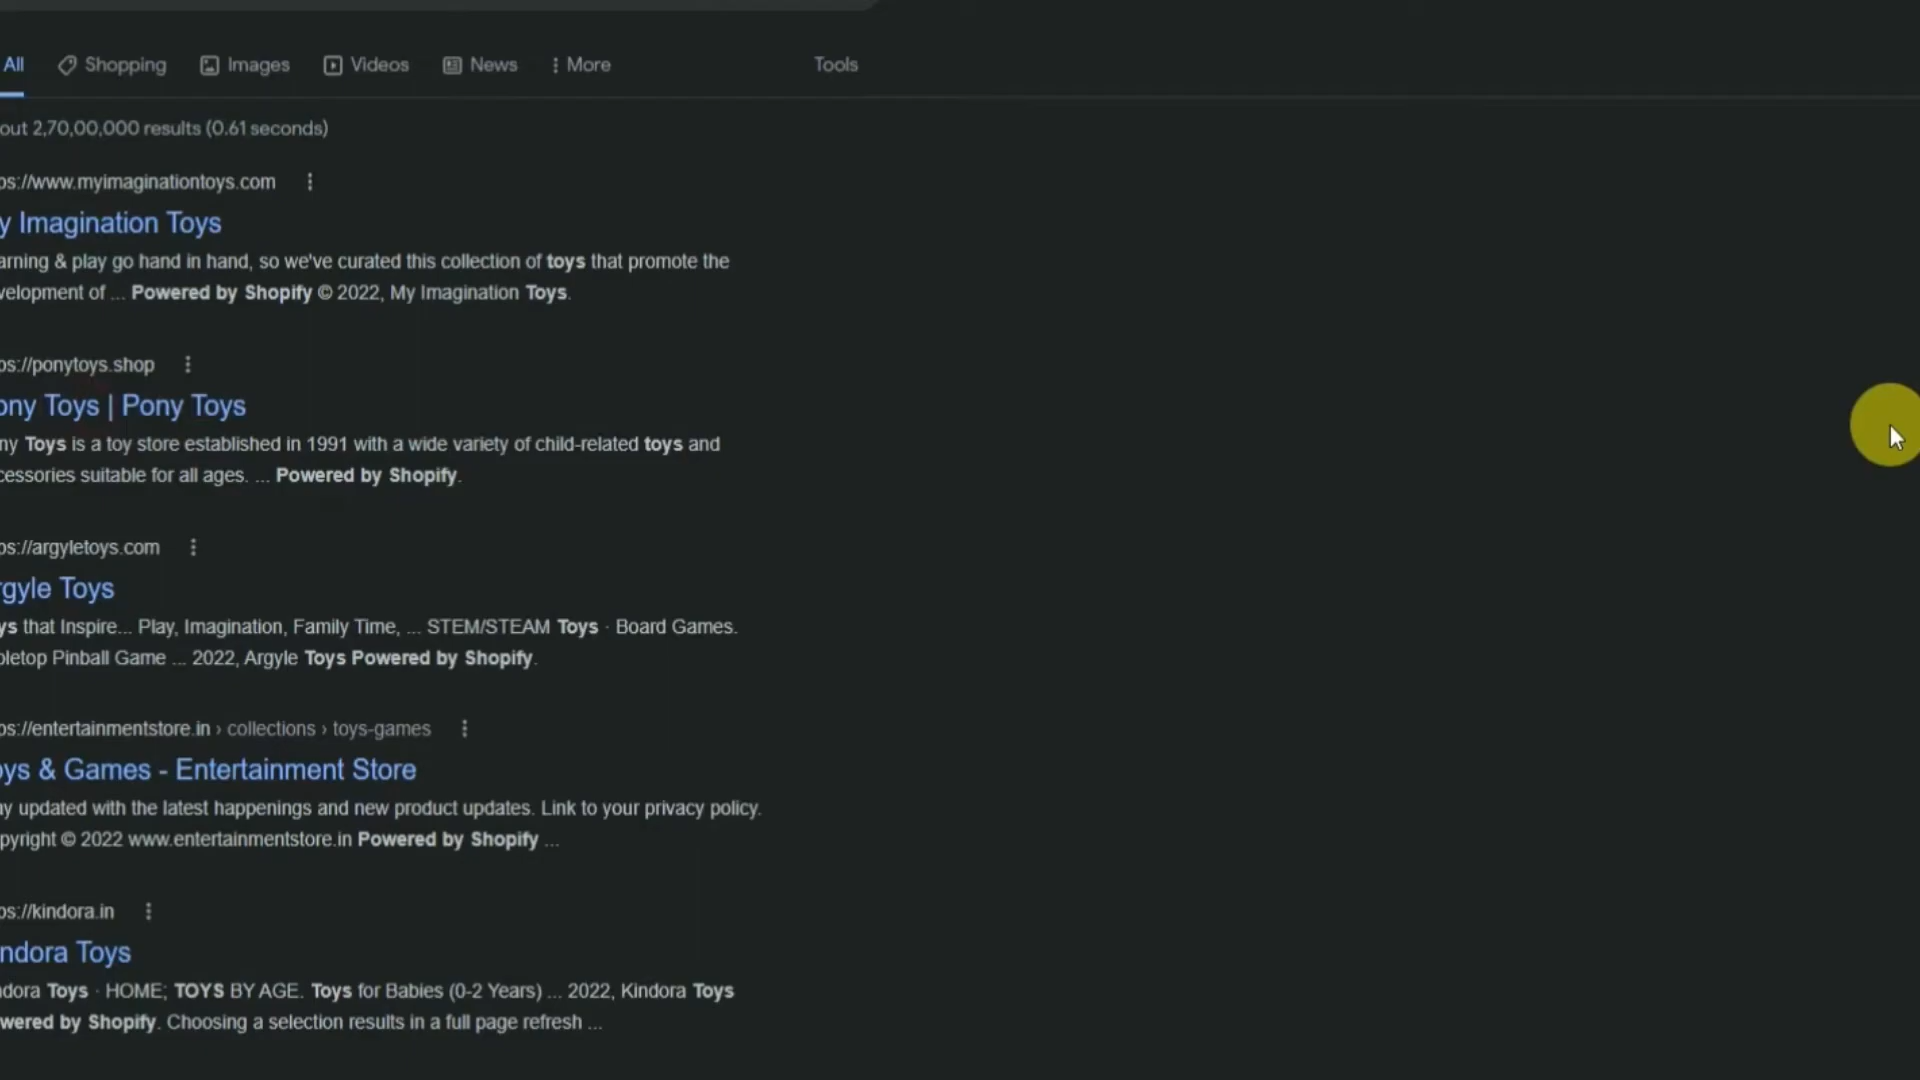 All Shopping Images Videos News More Tools
out 2,70,00,000 results (0.61 seconds)
ps://www.myimaginationtoys.com
y Imagination Toys
arning & play go hand in hand, so we've curated this collection of toys that promote the
velopment of ... Powered by Shopify © 2022, My Imagination Toys.
ps://ponytoys.shop
ony Toys | Pony Toys
ny Toys is a toy store established in 1991 with a wide variety of child-related toys and
cessories suitable for all ages. ... Powered by Shopify.
ps://argyletoys.com
rgyle Toys
ys that Inspire... Play, Imagination, Family Time, ... STEM/STEAM Toys · Board Games.
bletop Pinball Game ... 2022, Argyle Toys Powered by Shopify.
ps://entertainmentstore.in › collections › toys-games
oys & Games - Entertainment Store
ay updated with the latest happenings and new product updates. Link to your privacy policy.
pyright © 2022 www.entertainmentstore.in Powered by Shopify ...
ps://kindora.in
ndora Toys
dora Toys · HOME; TOYS BY AGE. Toys for Babies (0-2 Years) ... 2022, Kindora Toys
wered by Shopify. Choosing a selection results in a full page refresh ...